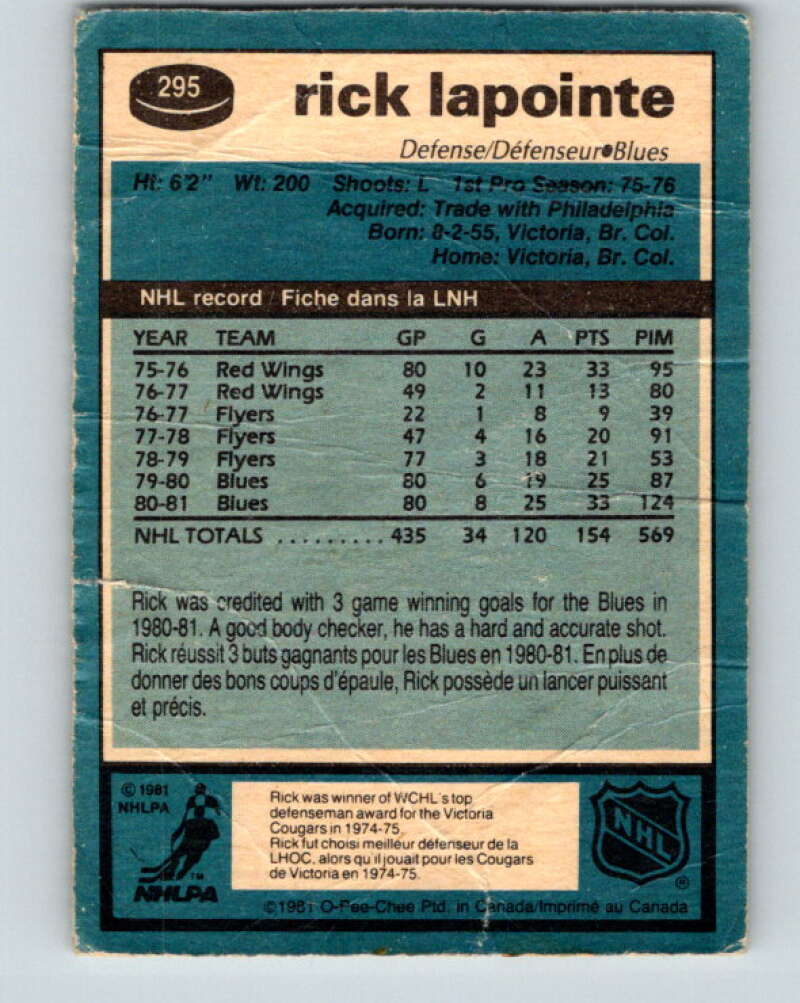 295
rick lapointe
Defense/Défenseur•Blues
Ht: 6'2" Wt: 200 Shoots: L 1st Pro Season: 75-76
Acquired: Trade with Philadelphia
Born: 8-2-55, Victoria, Br. Col.
Home: Victoria, Br. Col.
NHL record / Fiche dans la LNH
YEAR TEAM GP G A PTS PIM
75-76 Red Wings 80 10 23 33 95
76-77 Red Wings 49 2 11 13 80
76-77 Flyers 22 1 8 9 39
77-78 Flyers 47 4 16 20 91
78-79 Flyers 77 3 18 21 53
79-80 Blues 80 6 19 25 87
80-81 Blues 80 8 25 33 124
NHL TOTALS ......... 435 34 120 154 569
Rick was credited with 3 game winning goals for the Blues in
1980-81. A good body checker, he has a hard and accurate shot.
Rick réussit 3 buts gagnants pour les Blues en 1980-81. En plus de
donner des bons coups d'épaule, Rick possède un lancer puissant
et précis.
© 1981
NHLPA
TM
NHLPA
Rick was winner of WCHL's top
defenseman award for the Victoria
Cougars in 1974-75.
Rick fut choisi meilleur défenseur de la
LHOC. alors qu'il jouait pour les Cougars
de Victoria en 1974-75.
NHL
®
©1981 O-Pee-Chee Ptd. in Canada/Imprimé au Canada